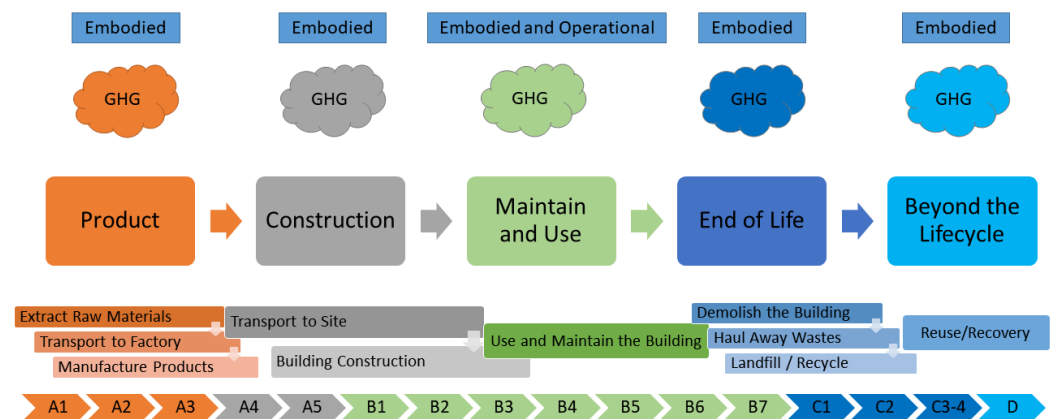 Embodied
Embodied
Embodied and Operational
Embodied
Embodied
GHG
GHG
GHG
GHG
GHG
Product
Construction
Maintain
and Use
End of Life
Beyond the
Lifecycle
Extract Raw Materials
Transport to Factory
Manufacture Products
Transport to Site
Building Construction
Use and Maintain the Building
Demolish the Building
Haul Away Wastes
Landfill / Recycle
Reuse/Recovery
A1
A2
A3
A4
A5
B1
B2
B3
B4
B5
B6
B7
C1
C2
C3-4
D